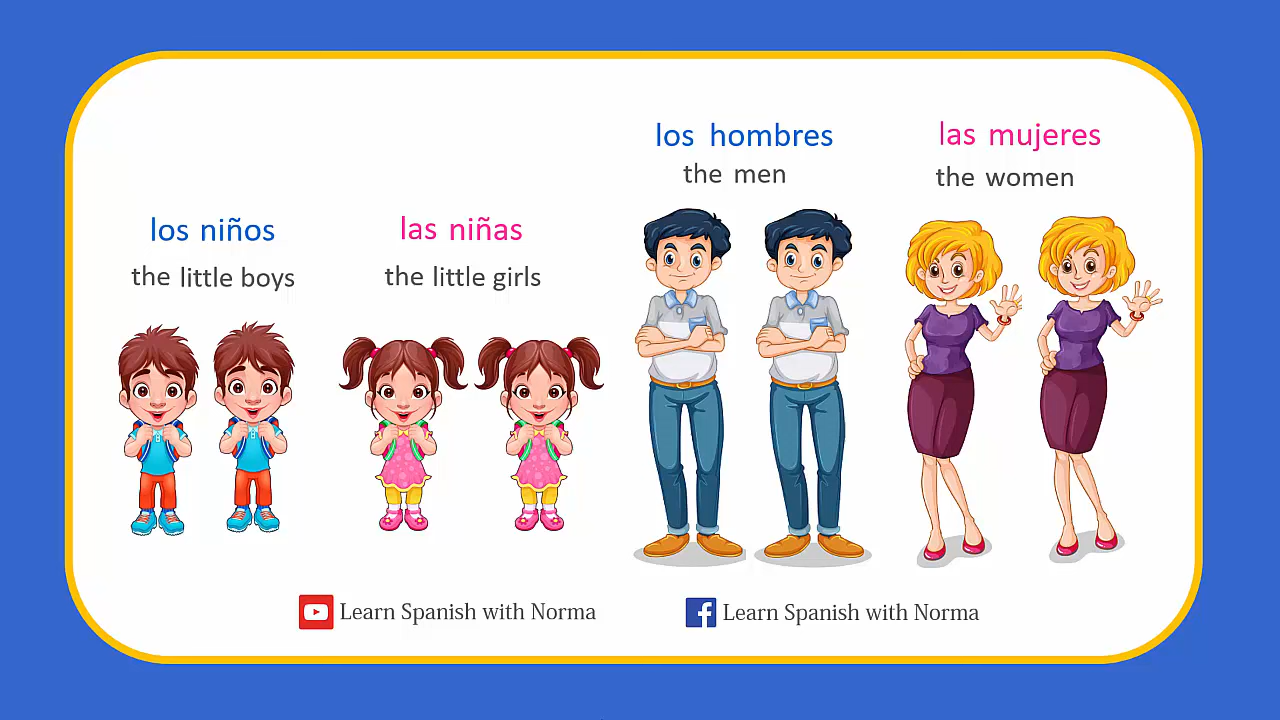 los niños
the little boys
las niñas
the little girls
los hombres
the men
las mujeres
the women
Learn Spanish with Norma
Learn Spanish with Norma